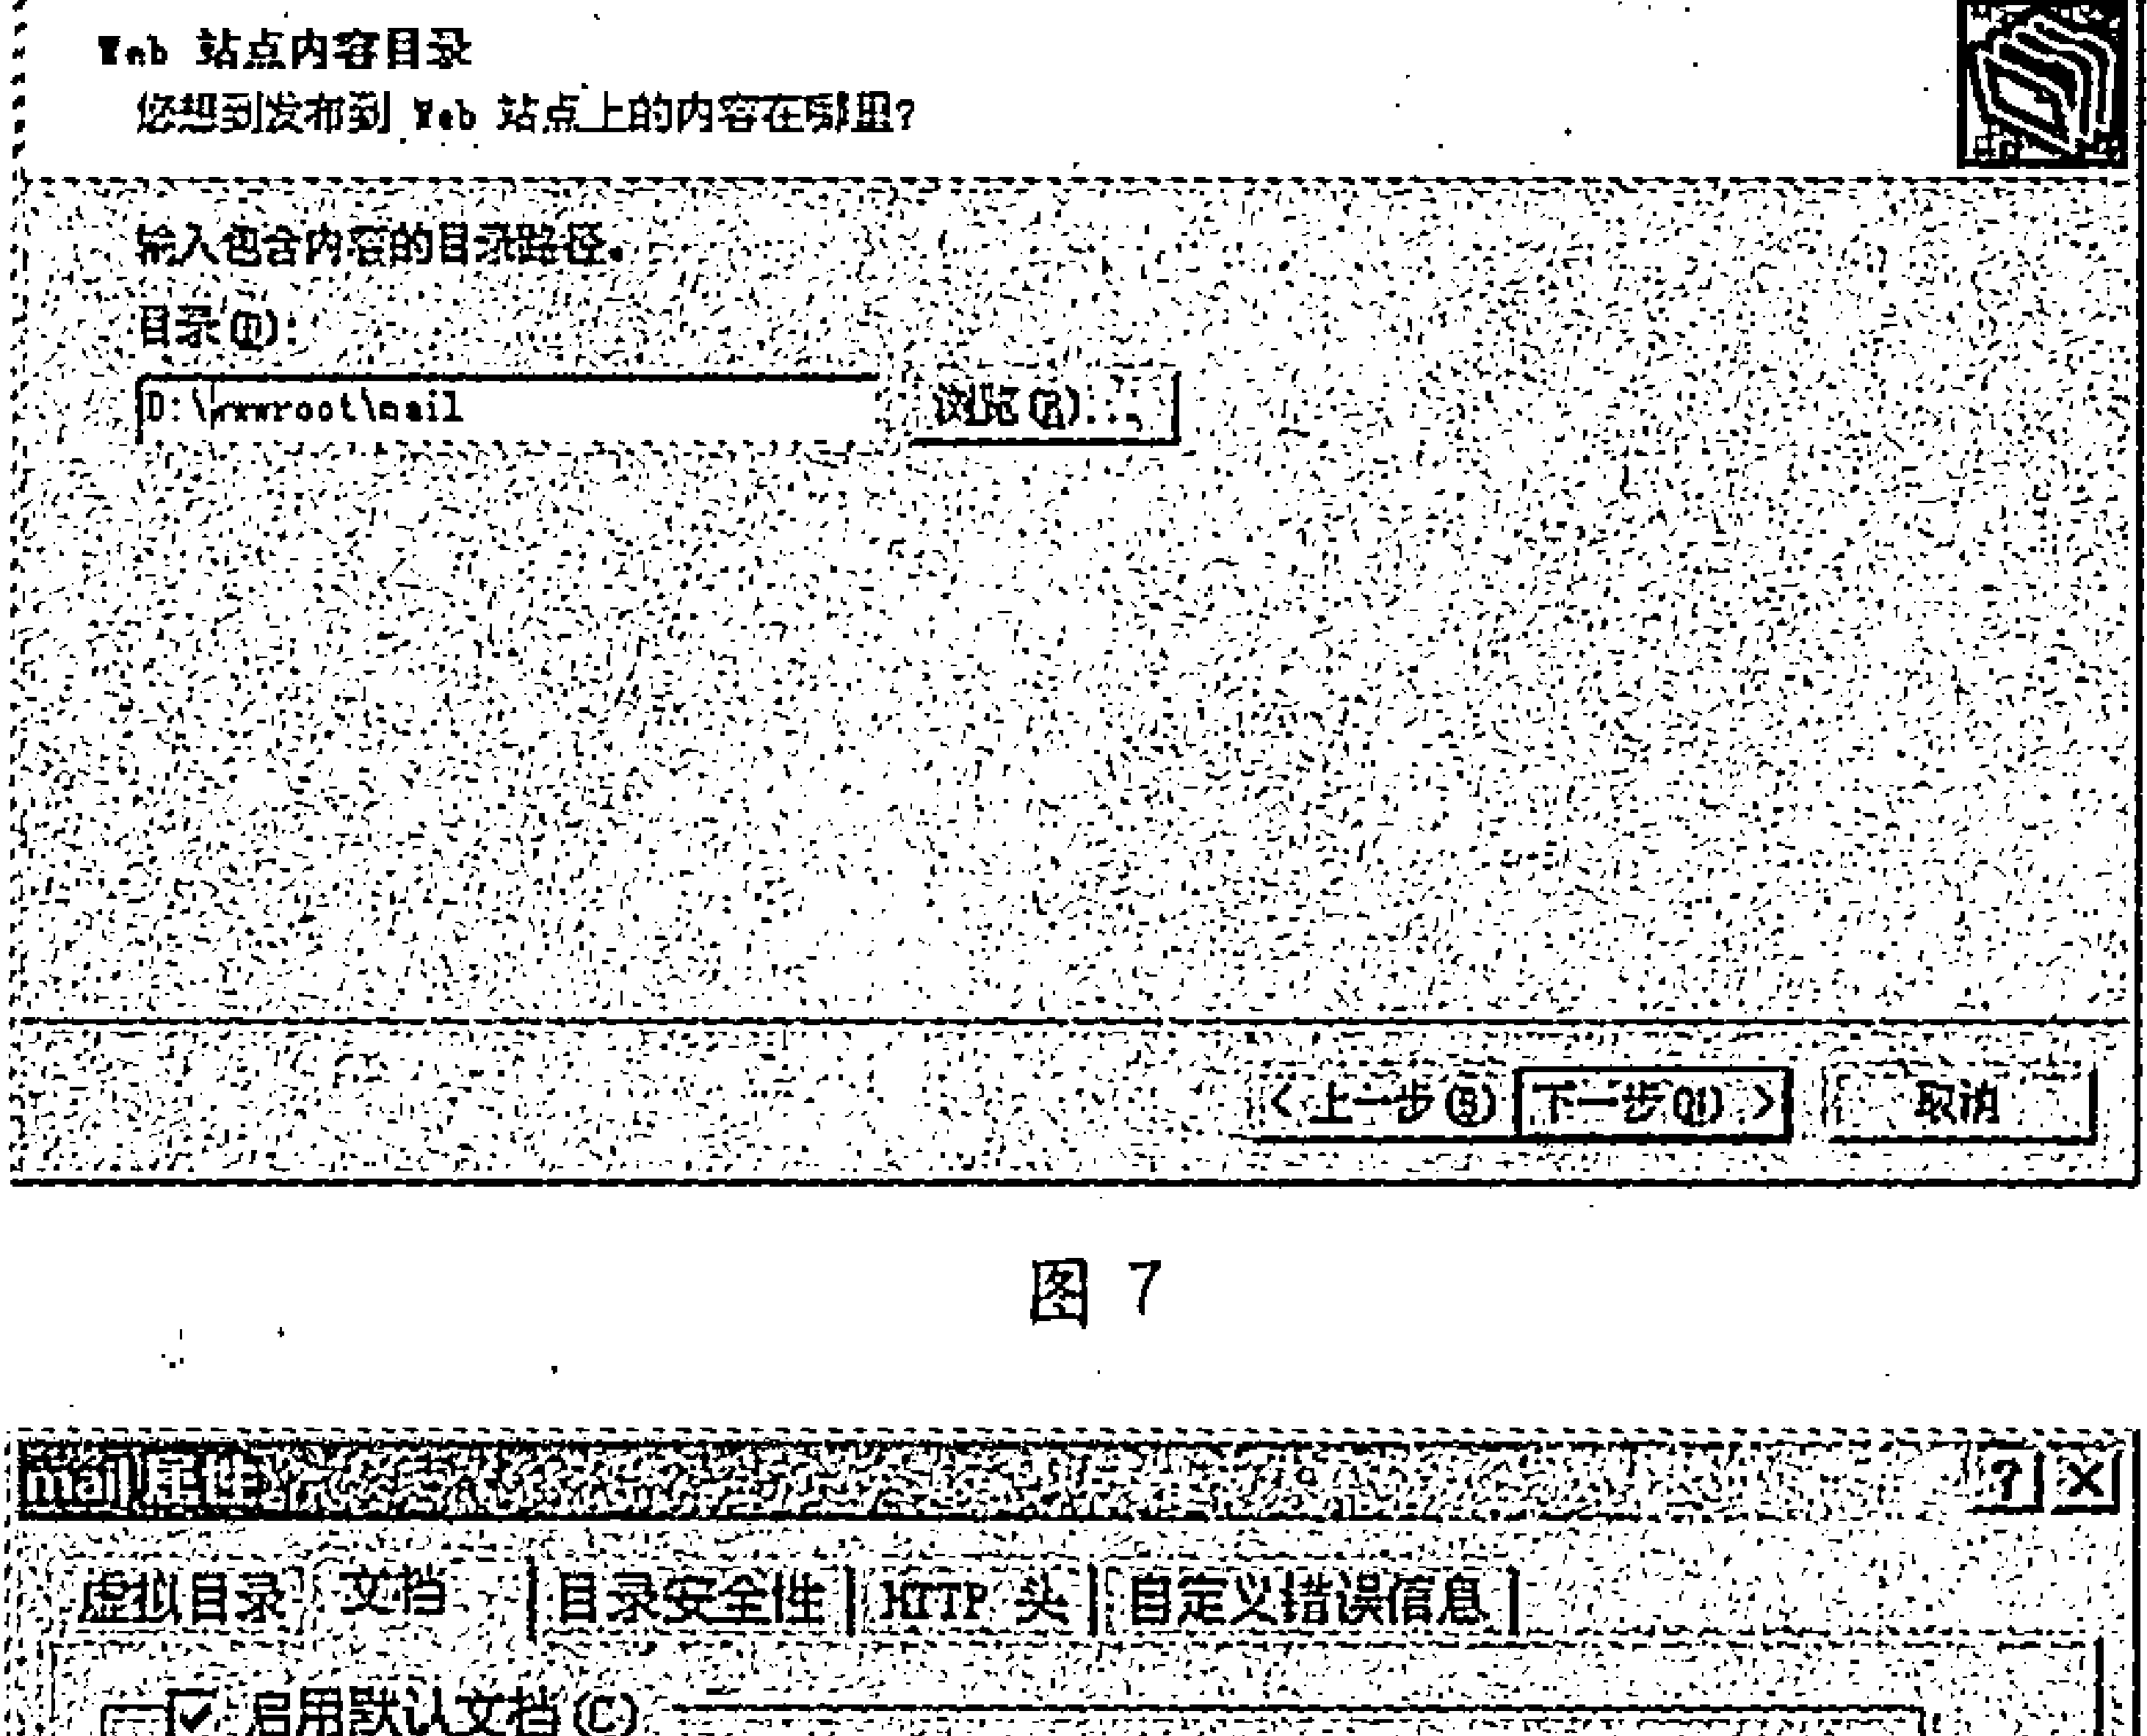 Web 站点内容目录
您想到发布到 Web 站点上的内容在哪里?
输入包含内容的目录路径。
目录(D):
D:\wwwroot\mail 浏览(R)...
< 上一步(B) 下一步(N) > 取消
图 7
mail 属性 ? X
虚拟目录 文档 目录安全性 HTTP 头 自定义错误信息
启用默认文档(C)